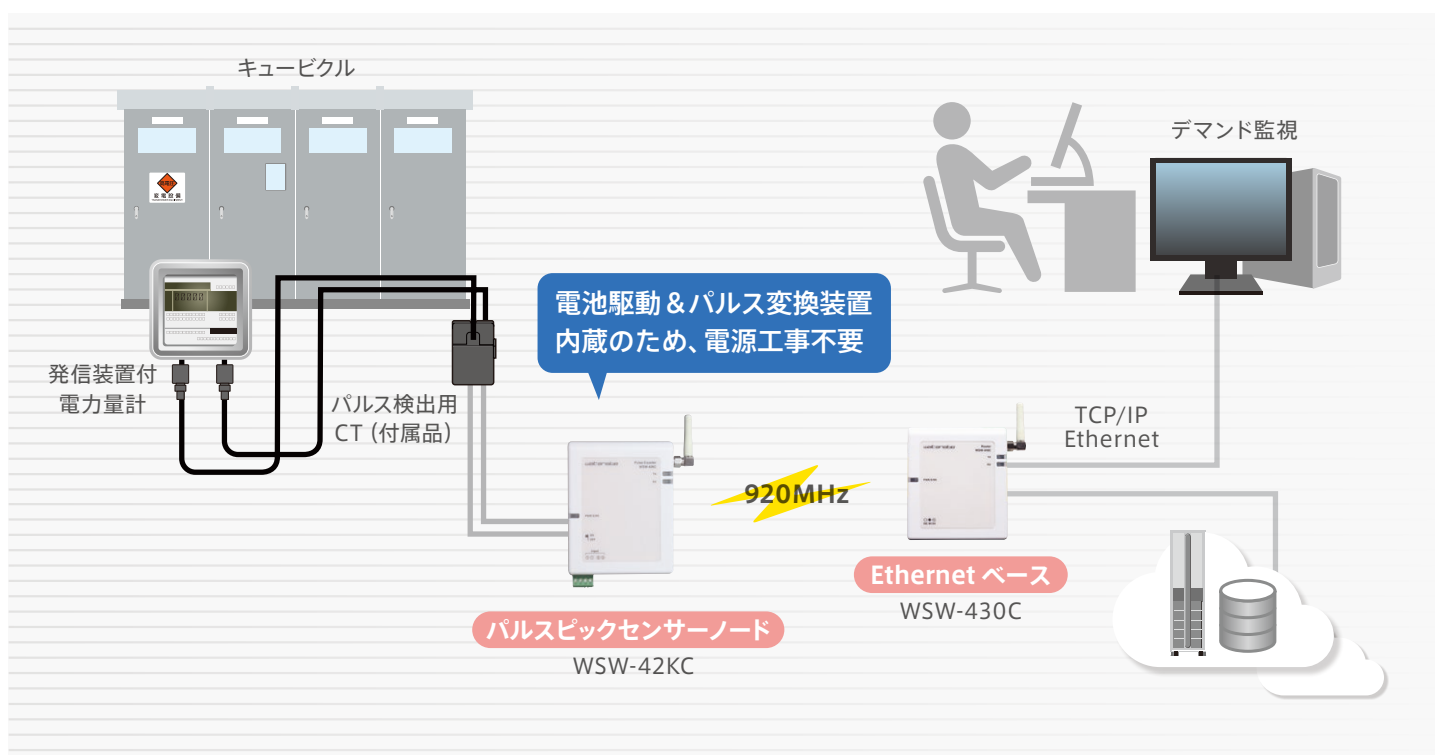 キュービクル
デマンド監視
変電設備
電池駆動&パルス変換装置
内蔵のため、電源工事不要
発信装置付
電力量計
パルス検出用
CT(付属品)
TCP/IP
Ethernet
920MHz
Ethernet ベース
WSW-430C
パルスピックセンサーノード
WSW-42KC